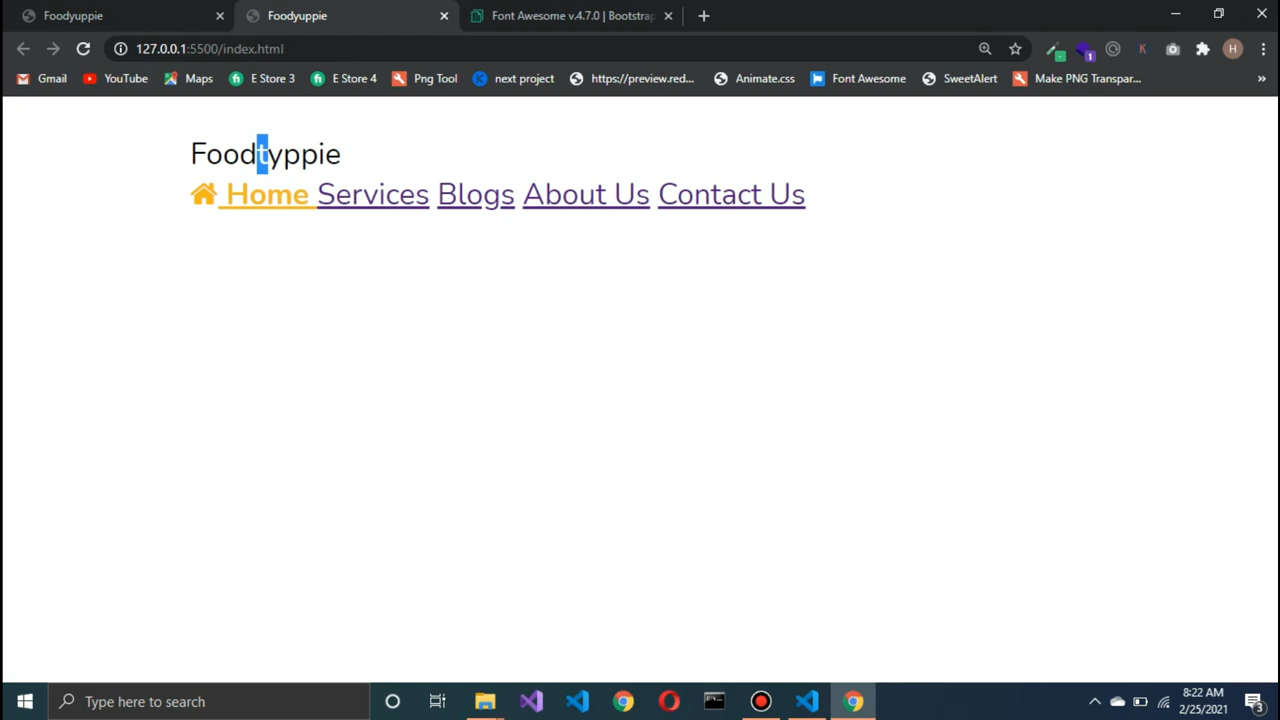 Foodyuppie
Foodyuppie
Font Awesome v.4.7.0 | Bootstrap
127.0.0.1:5500/index.html
K
1
H
Gmail YouTube Maps E Store 3 E Store 4 Png Tool next project https://preview.red... Animate.css Font Awesome SweetAlert Make PNG Transpar... »
Foodtyppie
Home Services Blogs About Us Contact Us
Type here to search
8:22 AM
2/25/2021
3